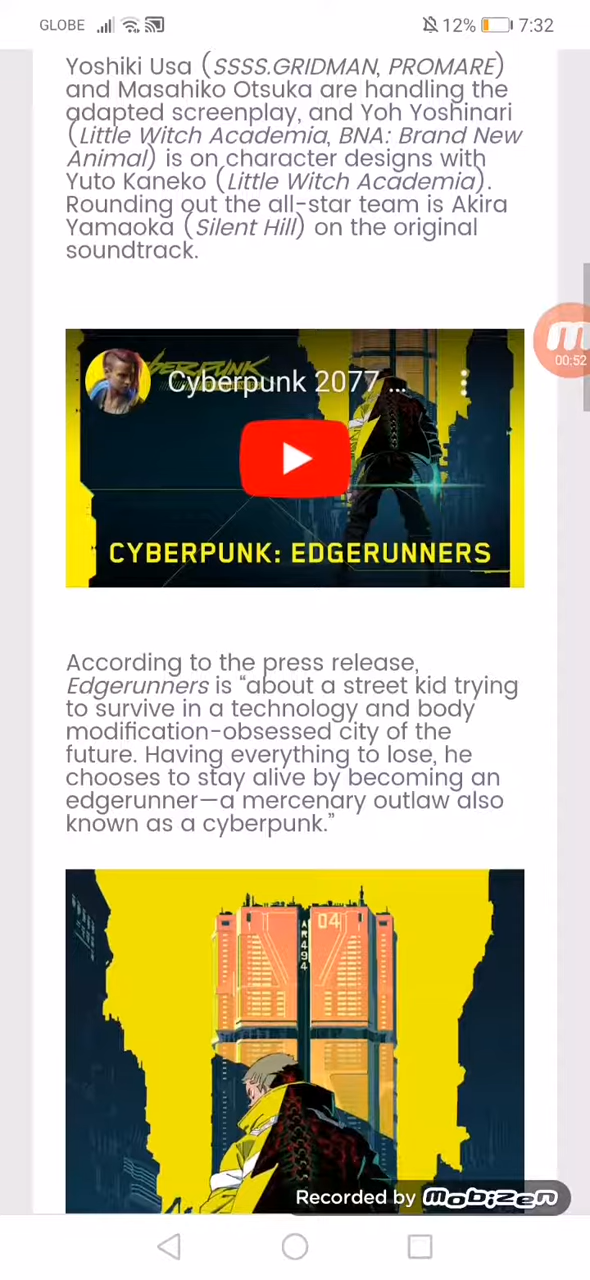 GLOBE 12% 7:32
Yoshiki Usa (SSSS.GRIDMAN, PROMARE)
and Masahiko Otsuka are handling the
adapted screenplay, and Yoh Yoshinari
(Little Witch Academia, BNA: Brand New
Animal) is on character designs with
Yuto Kaneko (Little Witch Academia).
Rounding out the all-star team is Akira
Yamaoka (Silent Hill) on the original
soundtrack.
00:52
Cyberpunk 2077 ...
CYBERPUNK: EDGERUNNERS
According to the press release,
Edgerunners is “about a street kid trying
to survive in a technology and body
modification-obsessed city of the
future. Having everything to lose, he
chooses to stay alive by becoming an
edgerunner—a mercenary outlaw also
known as a cyberpunk.”
04
AR494
Recorded by mobizen